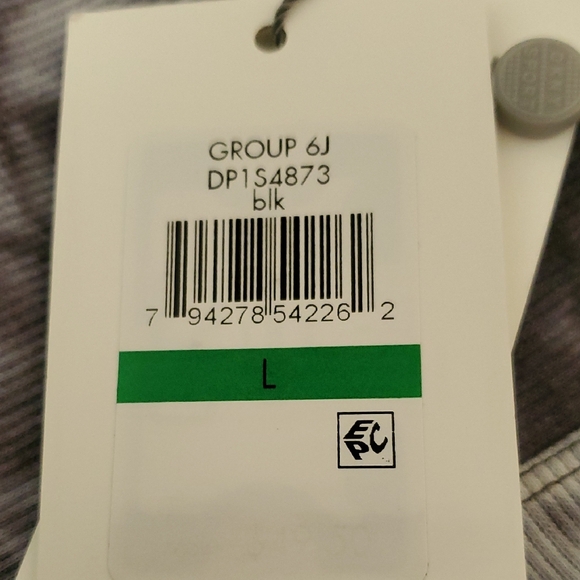 GROUP 6J
DP1S4873
blk
7 94278 54226 2
L
EPC